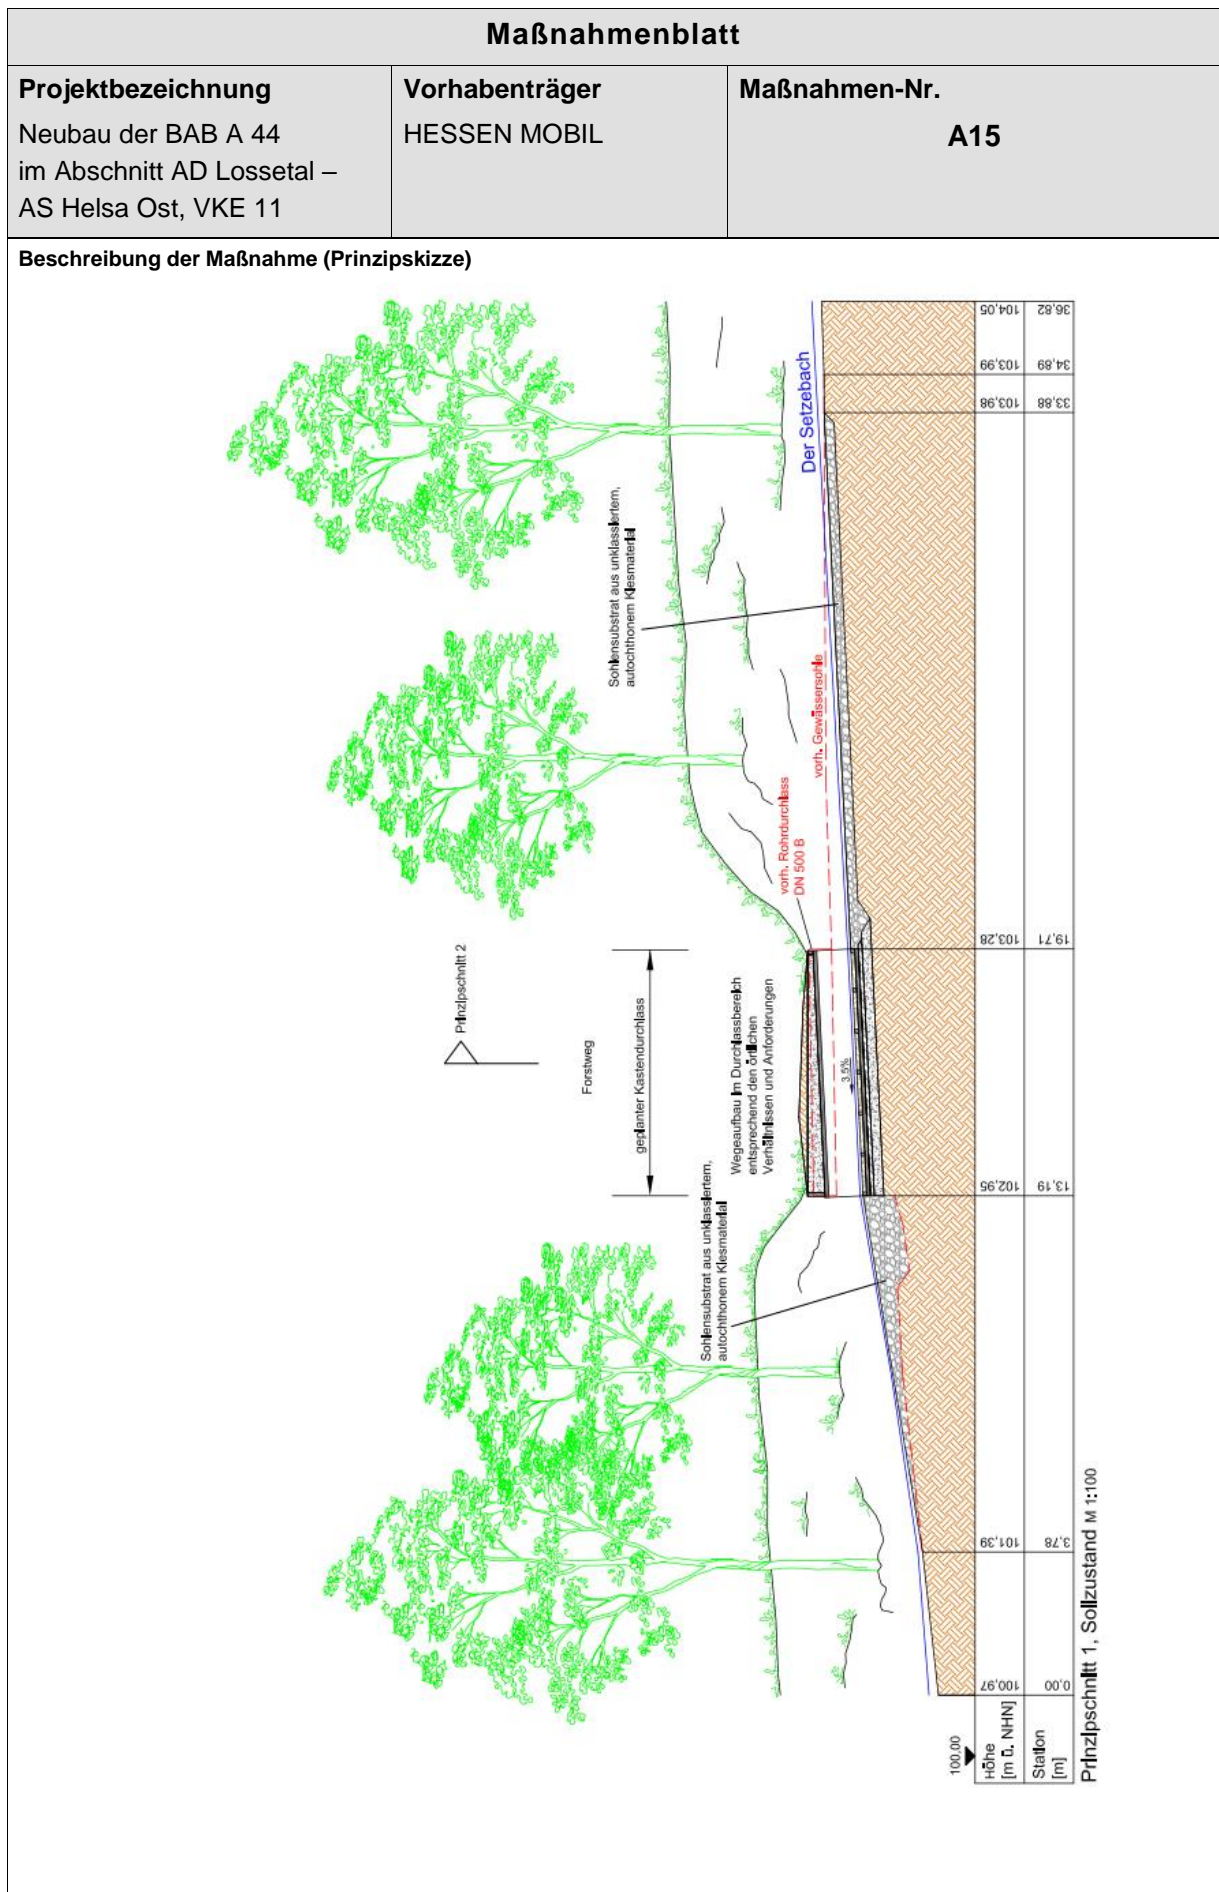 Maßnahmenblatt
Projektbezeichnung
Neubau der BAB A 44
im Abschnitt AD Lossetal –
AS Helsa Ost, VKE 11
Vorhabenträger
HESSEN MOBIL
Maßnahmen-Nr.
A15
Beschreibung der Maßnahme (Prinzipskizze)
Prinzipschnitt 2
Forstweg
geplanter Kastendurchlass
Wegeaufbau im Durchlassbereich
entsprechend den örtlichen
Verhältnissen und Anforderungen
Sohlensubstrat aus unklassiertem,
autochthonem Kiesmaterial
Sohlensubstrat aus unklassiertem,
autochthonem Kiesmaterial
vorh. Rohrdurchlass
DN 500 B
vorh. Gewässersohle
Der Setzebach
3.5%
100,00
Höhe
[m ü. NHN]
100,97
101,39
102,95
103,28
103,98
103,99
104,05
Station
[m]
0,00
3,78
13,19
19,71
33,88
34,89
36,82
Prinzipschnitt 1, Sollzustand M 1:100